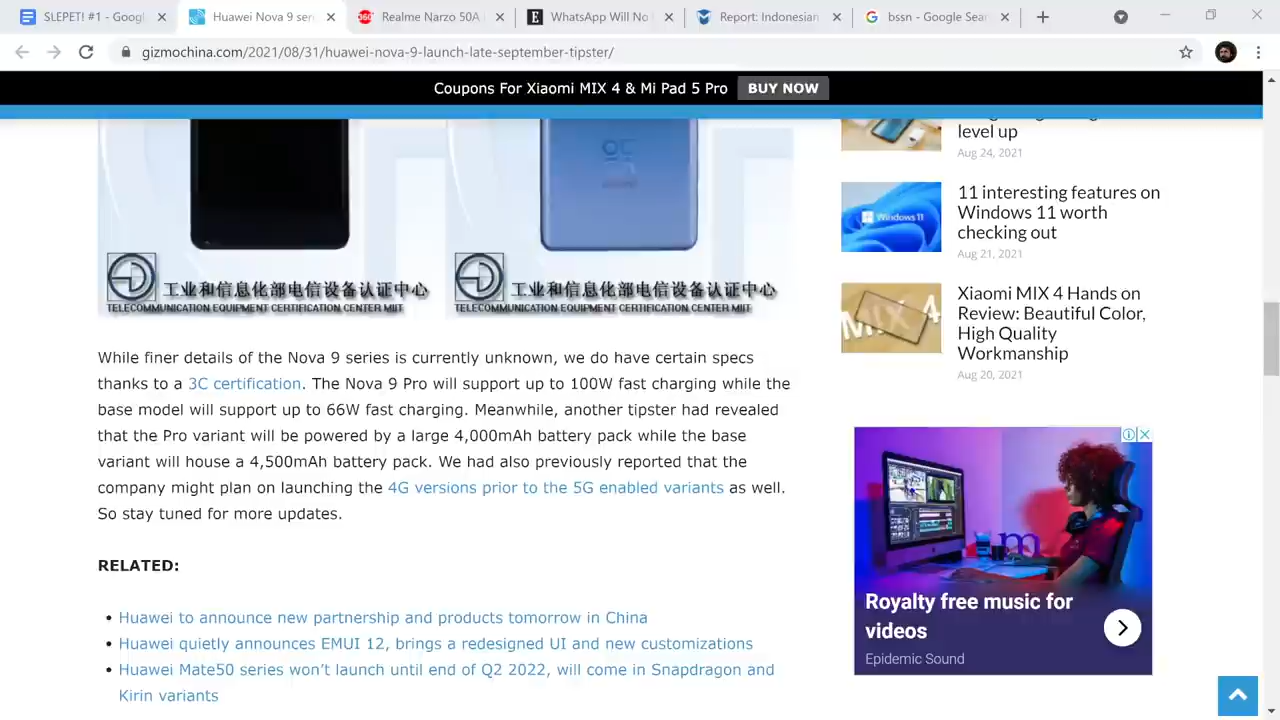 SLEPET! #1 - Google
Huawei Nova 9 seri
Realme Narzo 50A
WhatsApp Will No
Report: Indonesian
bssn - Google Sear
gizmochina.com/2021/08/31/huawei-nova-9-launch-late-september-tipster/
Coupons For Xiaomi MIX 4 & Mi Pad 5 Pro BUY NOW
level up
Aug 24, 2021
11 interesting features on
Windows 11 worth
checking out
Aug 21, 2021
Windows 11
Xiaomi MIX 4 Hands on
Review: Beautiful Color,
High Quality
Workmanship
Aug 20, 2021
MIX 4
工业和信息化部电信设备认证中心
TELECOMMUNICATION EQUIPMENT CERTIFICATION CENTER MIIT
工业和信息化部电信设备认证中心
TELECOMMUNICATION EQUIPMENT CERTIFICATION CENTER MIIT
While finer details of the Nova 9 series is currently unknown, we do have certain specs
thanks to a 3C certification. The Nova 9 Pro will support up to 100W fast charging while the
base model will support up to 66W fast charging. Meanwhile, another tipster had revealed
that the Pro variant will be powered by a large 4,000mAh battery pack while the base
variant will house a 4,500mAh battery pack. We had also previously reported that the
company might plan on launching the 4G versions prior to the 5G enabled variants as well.
So stay tuned for more updates.
RELATED:
• Huawei to announce new partnership and products tomorrow in China
• Huawei quietly announces EMUI 12, brings a redesigned UI and new customizations
• Huawei Mate50 series won’t launch until end of Q2 2022, will come in Snapdragon and
Kirin variants
Royalty free music for
videos
Epidemic Sound